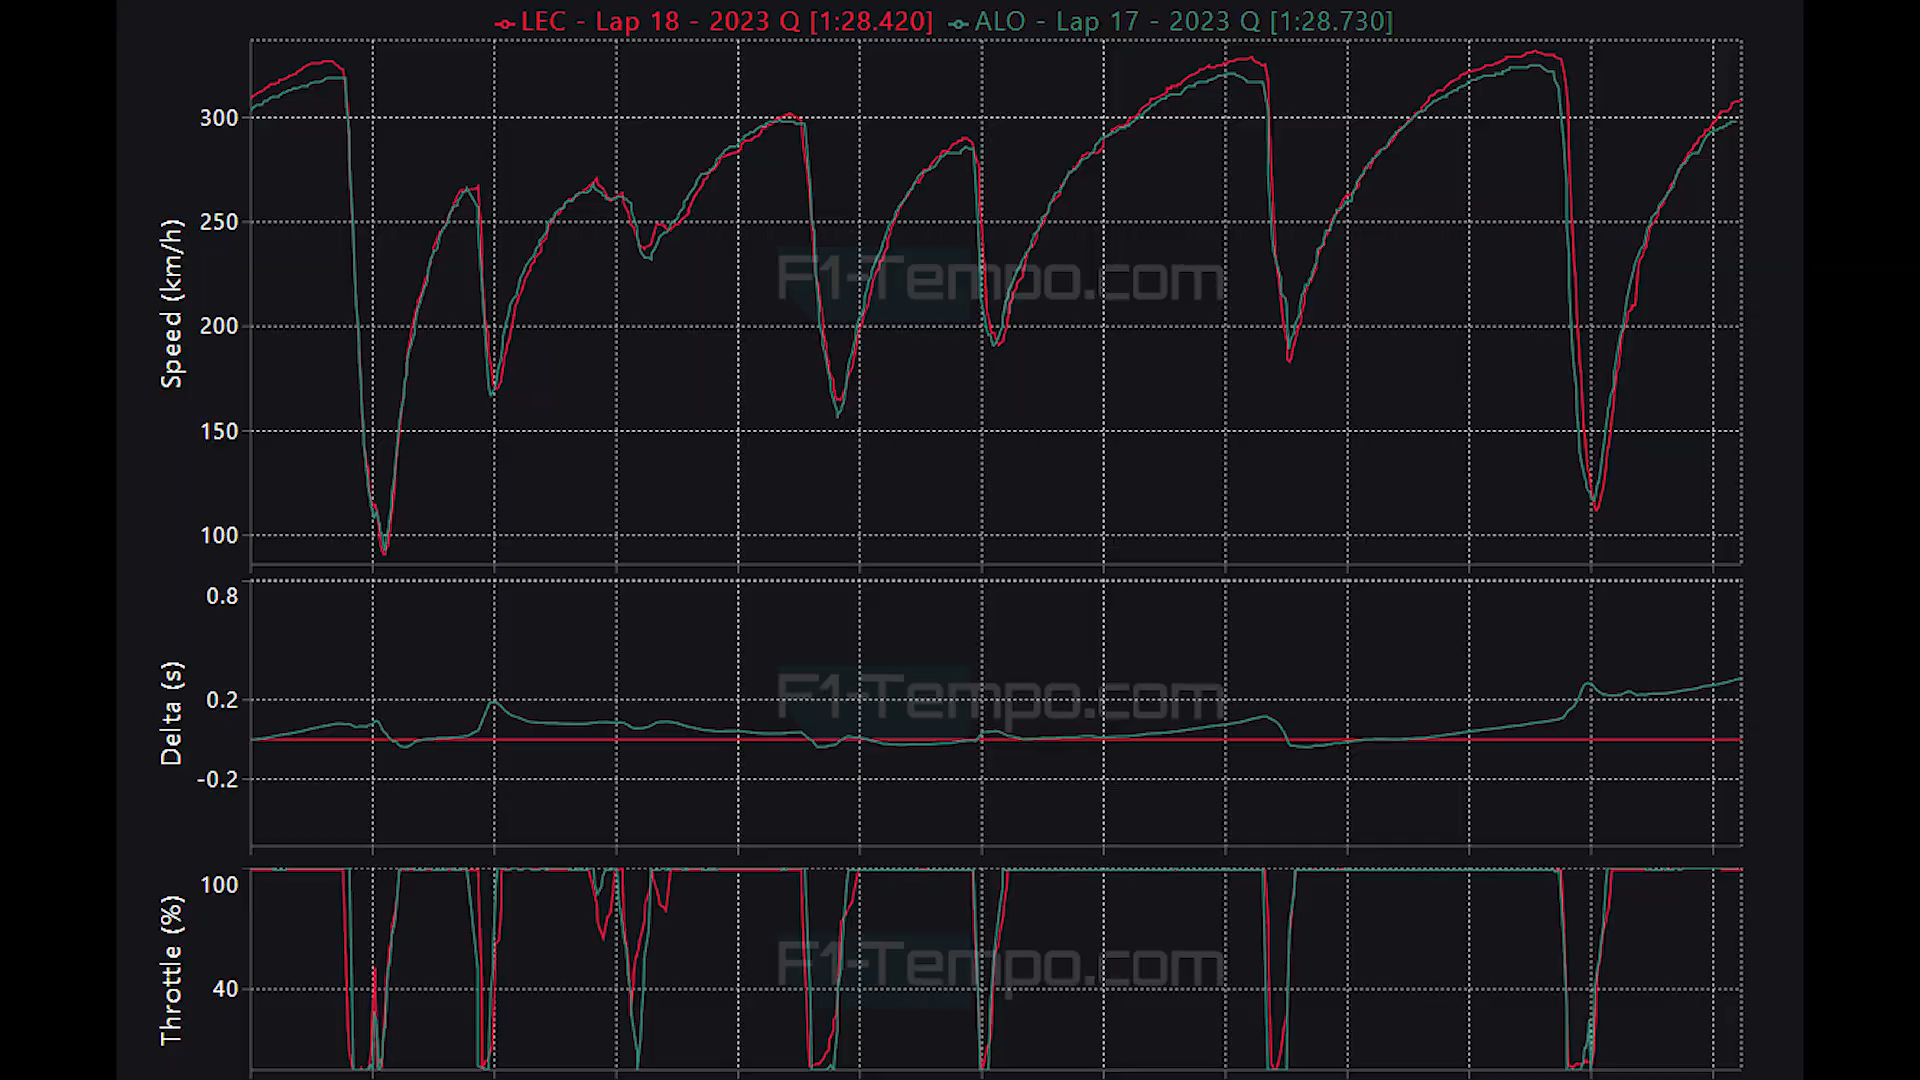 LEC - Lap 18 - 2023 Q [1:28.420] ALO - Lap 17 - 2023 Q [1:28.730]
Speed (km/h)
300
250
200
150
100
F1-Tempo.com
Delta (s)
0.8
0.2
-0.2
F1-Tempo.com
Throttle (%)
100
40
F1-Tempo.com